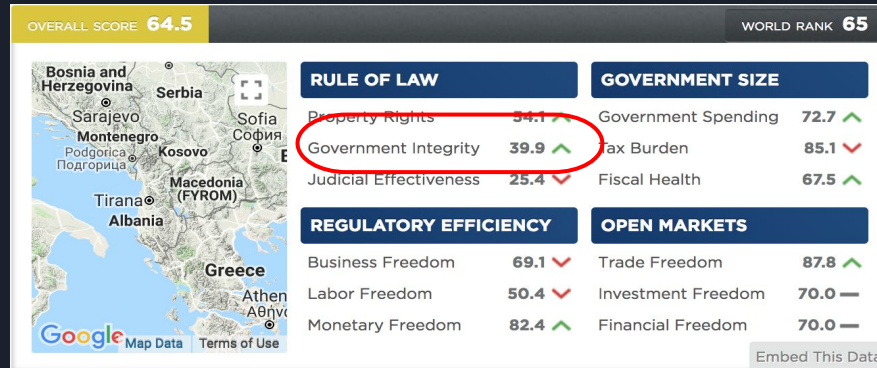 OVERALL SCORE 64.5
WORLD RANK 65
Bosnia and
Herzegovina
Serbia
Sarajevo
Sofia
София
Montenegro
Podgorica
Подгорица
Kosovo
Macedonia
(FYROM)
Tirana
Albania
Greece
Athen
Αθήνα
Google
Map Data
Terms of Use
RULE OF LAW
Property Rights 54.1
Government Integrity 39.9
Judicial Effectiveness 25.4
GOVERNMENT SIZE
Government Spending 72.7
Tax Burden 85.1
Fiscal Health 67.5
REGULATORY EFFICIENCY
Business Freedom 69.1
Labor Freedom 50.4
Monetary Freedom 82.4
OPEN MARKETS
Trade Freedom 87.8
Investment Freedom 70.0
Financial Freedom 70.0
Embed This Data